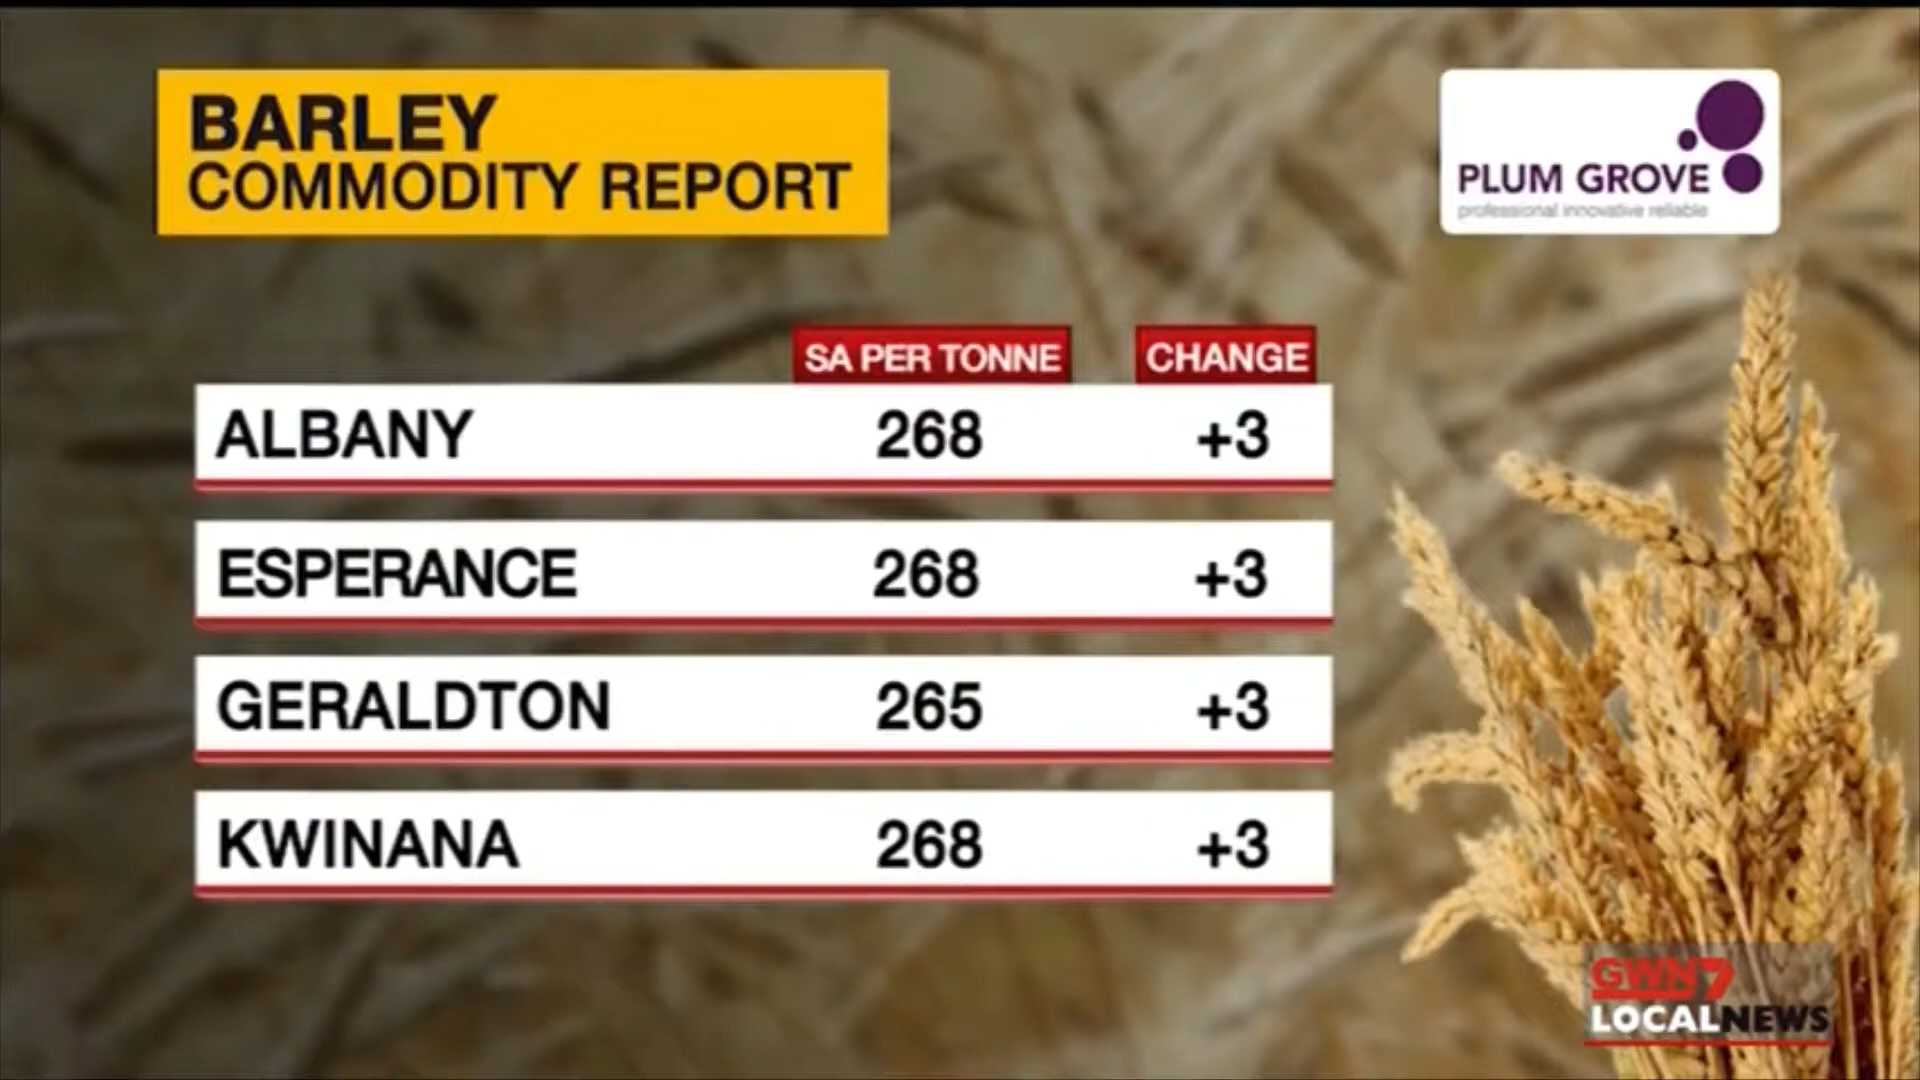 BARLEY
COMMODITY REPORT
PLUM GROVE
professional innovative reliable
SA PER TONNE CHANGE
ALBANY 268 +3
ESPERANCE 268 +3
GERALDTON 265 +3
KWINANA 268 +3
GWN7
LOCALNEWS